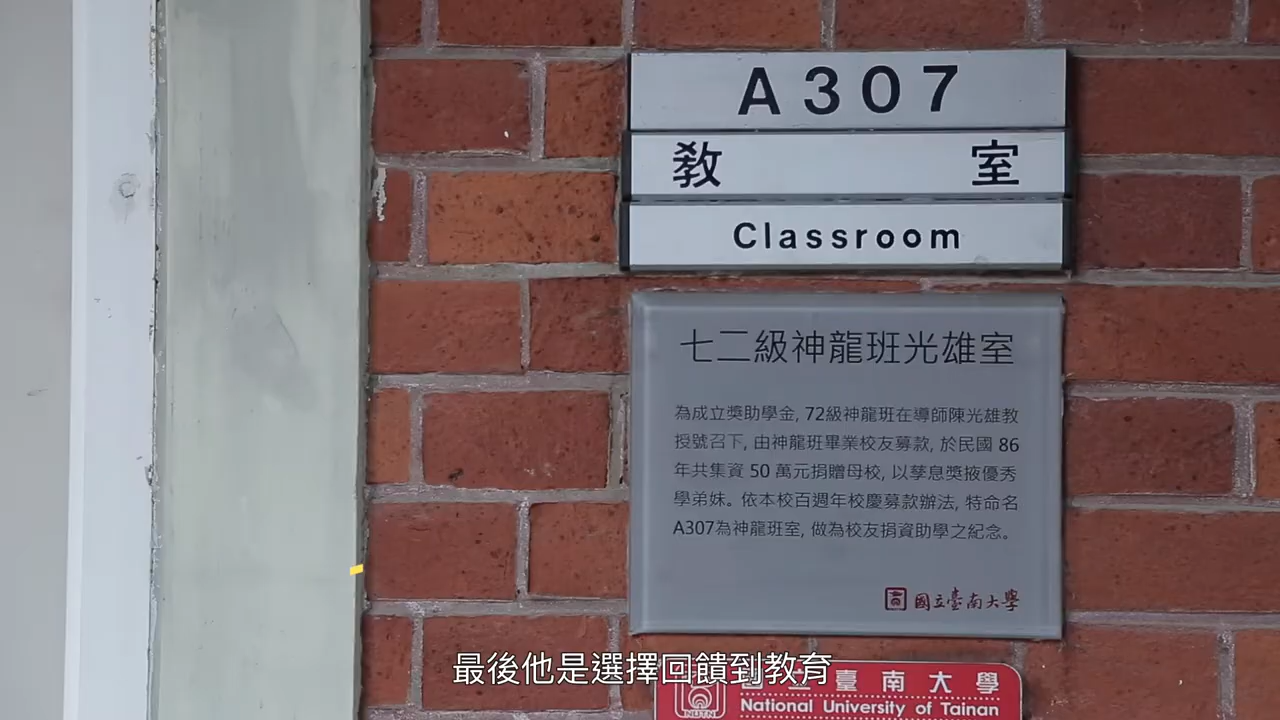 A307
教 室
Classroom
七二級神龍班光雄室
為成立獎助學金, 72級神龍班在導師陳光雄教
授號召下, 由神龍班畢業校友募款, 於民國 86
年共集資 50 萬元捐贈母校, 以孳息獎掖優秀
學弟妹。依本校百週年校慶募款辦法, 特命名
A307為神龍班室, 做為校友捐資助學之紀念。
國立臺南大學
最後他是選擇回饋到教育
立臺南大學
National University of Tainan
NUTN